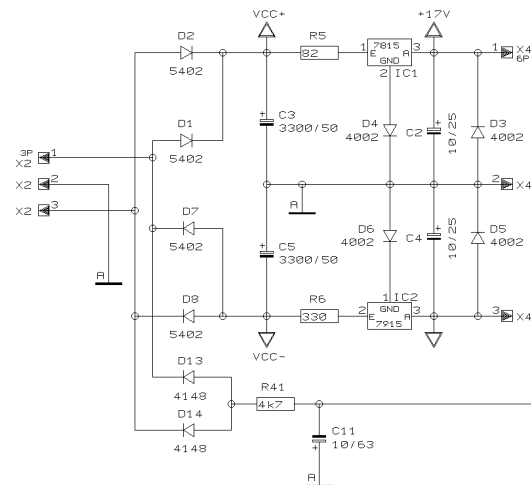 VCC+
+17V
D2
5402
R5
82
1 7815 3
E GND A
2 IC1
1 X4
6P
D1
5402
C3
3300/50
D4
4002
C2
10/25
D3
4002
3P 1
X2
X2 2
X2 3
2 X4
A
A
D7
5402
C5
3300/50
D6
4002
C4
10/25
D5
4002
D8
5402
R6
330
1 IC2
2 GND 3
E 7915 A
3 X4
VCC-
D13
4148
D14
4148
R41
4k7
C11
10/63
A